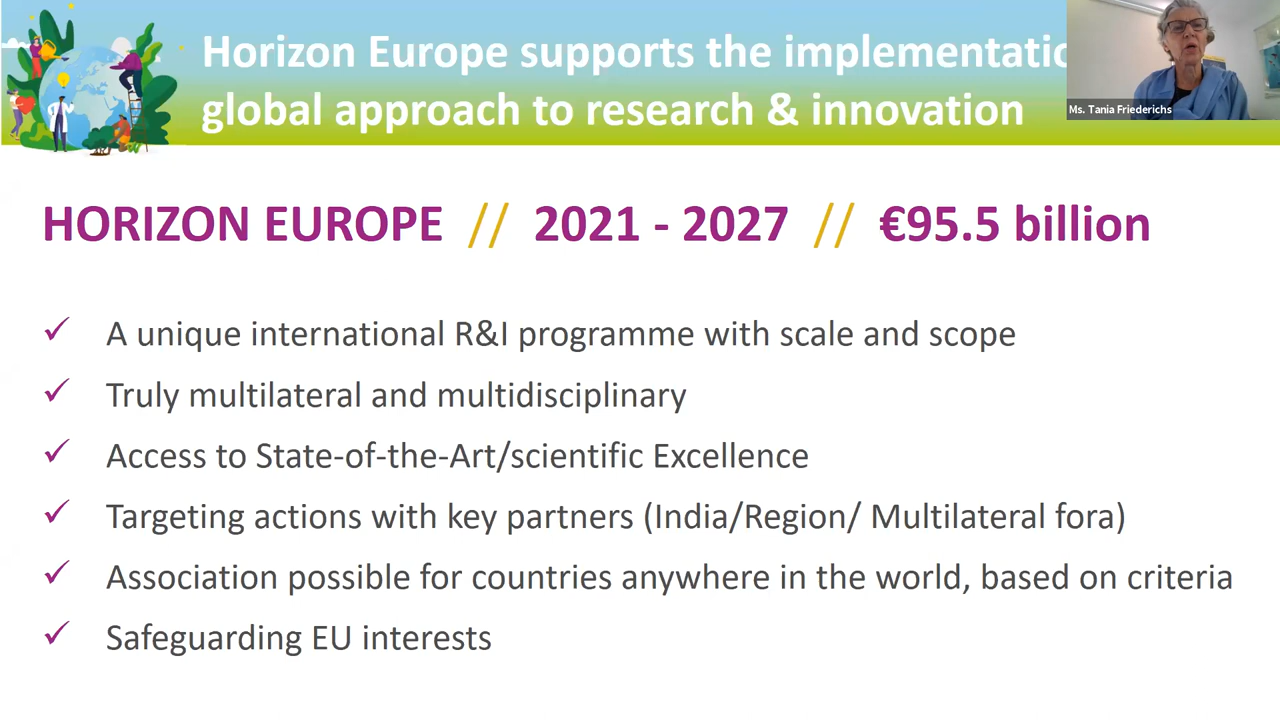 Horizon Europe supports the
global approach to research & innovation
Ms. Tania Friederichs
HORIZON EUROPE // 2021 - 2027 // €95.5 billion
✓ A unique international R&I programme with scale and scope
✓ Truly multilateral and multidisciplinary
✓ Access to State-of-the-Art/scientific Excellence
✓ Targeting actions with key partners (India/Region/ Multilateral fora)
✓ Association possible for countries anywhere in the world, based on criteria
✓ Safeguarding EU interests